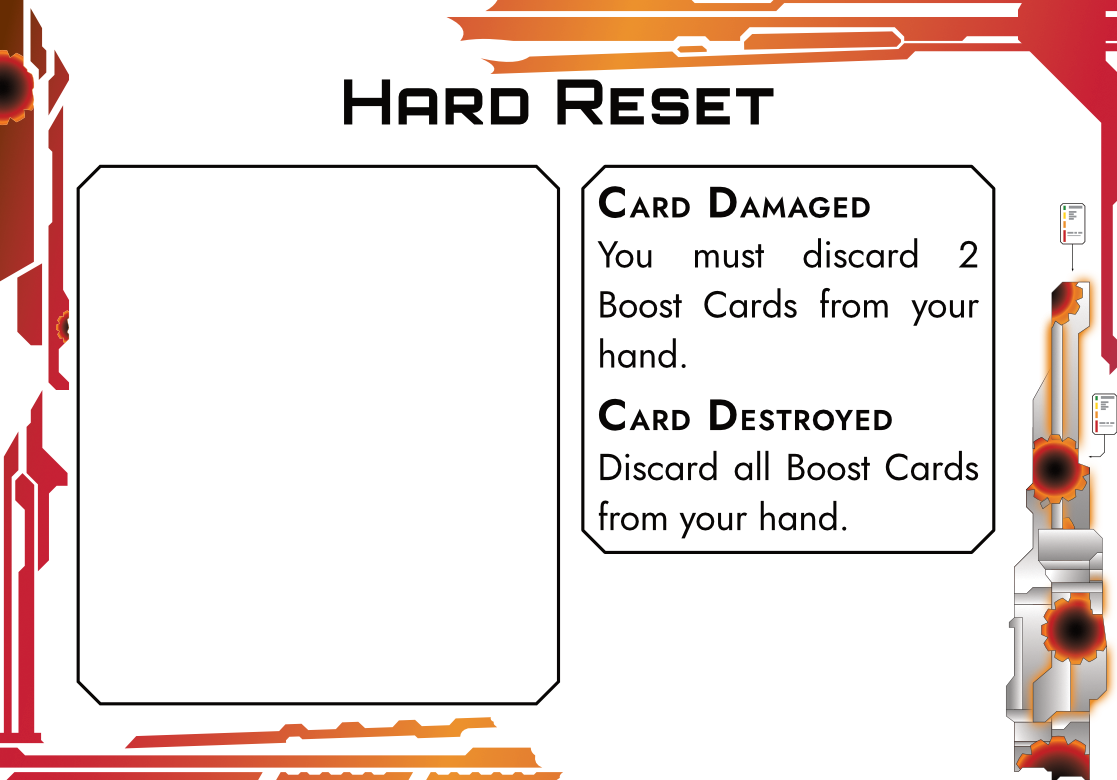 Hard Reset
Card Damaged
You must discard 2
Boost Cards from your
hand.
Card Destroyed
Discard all Boost Cards
from your hand.